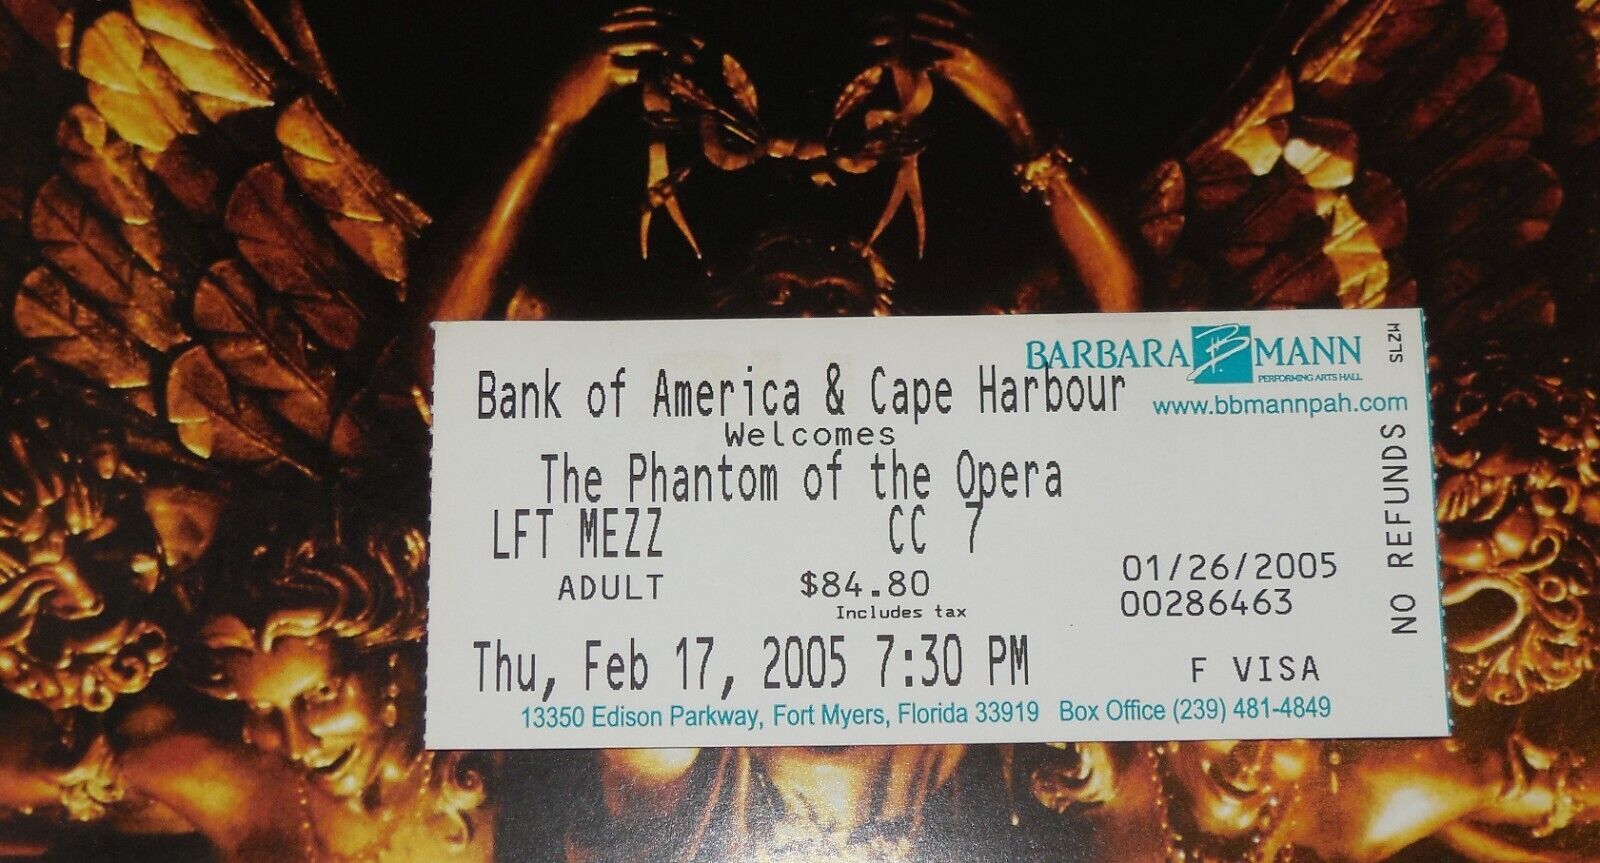 BARBARA B MANN
PERFORMING ARTS HALL
www.bbmannpah.com
Bank of America & Cape Harbour
Welcomes
The Phantom of the Opera
LFT MEZZ CC 7
ADULT $84.80 01/26/2005
Includes tax 00286463
Thu, Feb 17, 2005 7:30 PM F VISA
13350 Edison Parkway, Fort Myers, Florida 33919 Box Office (239) 481-4849
NO REFUNDS
SLZW